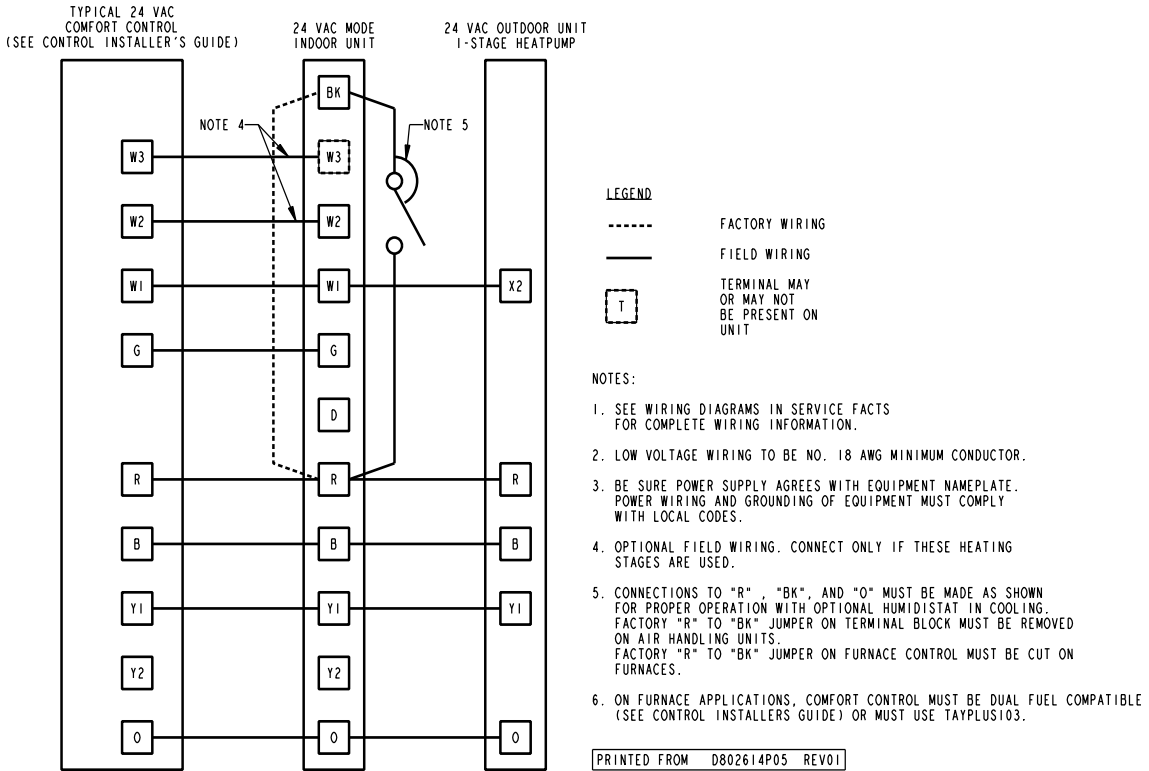 TYPICAL 24 VAC
COMFORT CONTROL
(SEE CONTROL INSTALLER'S GUIDE)
24 VAC MODE
INDOOR UNIT
24 VAC OUTDOOR UNIT
1-STAGE HEATPUMP
BK
NOTE 4
NOTE 5
W3
W3
W2
W2
W1
W1
X2
G
G
D
R
R
R
B
B
B
Y1
Y1
Y1
Y2
Y2
O
O
O
LEGEND
FACTORY WIRING
FIELD WIRING
T
TERMINAL MAY
OR MAY NOT
BE PRESENT ON
UNIT
NOTES:
1. SEE WIRING DIAGRAMS IN SERVICE FACTS
FOR COMPLETE WIRING INFORMATION.
2. LOW VOLTAGE WIRING TO BE NO. 18 AWG MINIMUM CONDUCTOR.
3. BE SURE POWER SUPPLY AGREES WITH EQUIPMENT NAMEPLATE.
POWER WIRING AND GROUNDING OF EQUIPMENT MUST COMPLY
WITH LOCAL CODES.
4. OPTIONAL FIELD WIRING. CONNECT ONLY IF THESE HEATING
STAGES ARE USED.
5. CONNECTIONS TO "R" , "BK", AND "O" MUST BE MADE AS SHOWN
FOR PROPER OPERATION WITH OPTIONAL HUMIDISTAT IN COOLING.
FACTORY "R" TO "BK" JUMPER ON TERMINAL BLOCK MUST BE REMOVED
ON AIR HANDLING UNITS.
FACTORY "R" TO "BK" JUMPER ON FURNACE CONTROL MUST BE CUT ON
FURNACES.
6. ON FURNACE APPLICATIONS, COMFORT CONTROL MUST BE DUAL FUEL COMPATIBLE
(SEE CONTROL INSTALLERS GUIDE) OR MUST USE TAYPLUS103.
PRINTED FROM D802614P05 REV01